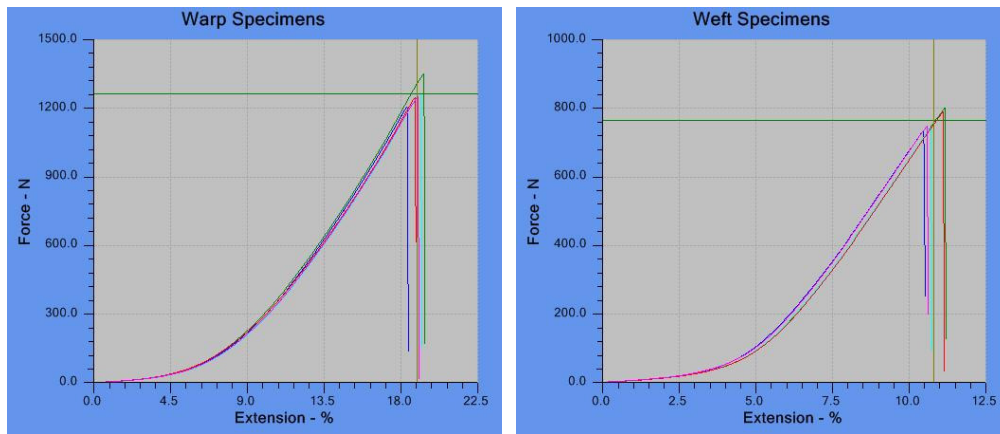 Warp Specimens
1500.0
1200.0
900.0
600.0
300.0
0.0
Force - N
0.0 4.5 9.0 13.5 18.0 22.5
Extension - %
Weft Specimens
1000.0
800.0
600.0
400.0
200.0
0.0
Force - N
0.0 2.5 5.0 7.5 10.0 12.5
Extension - %